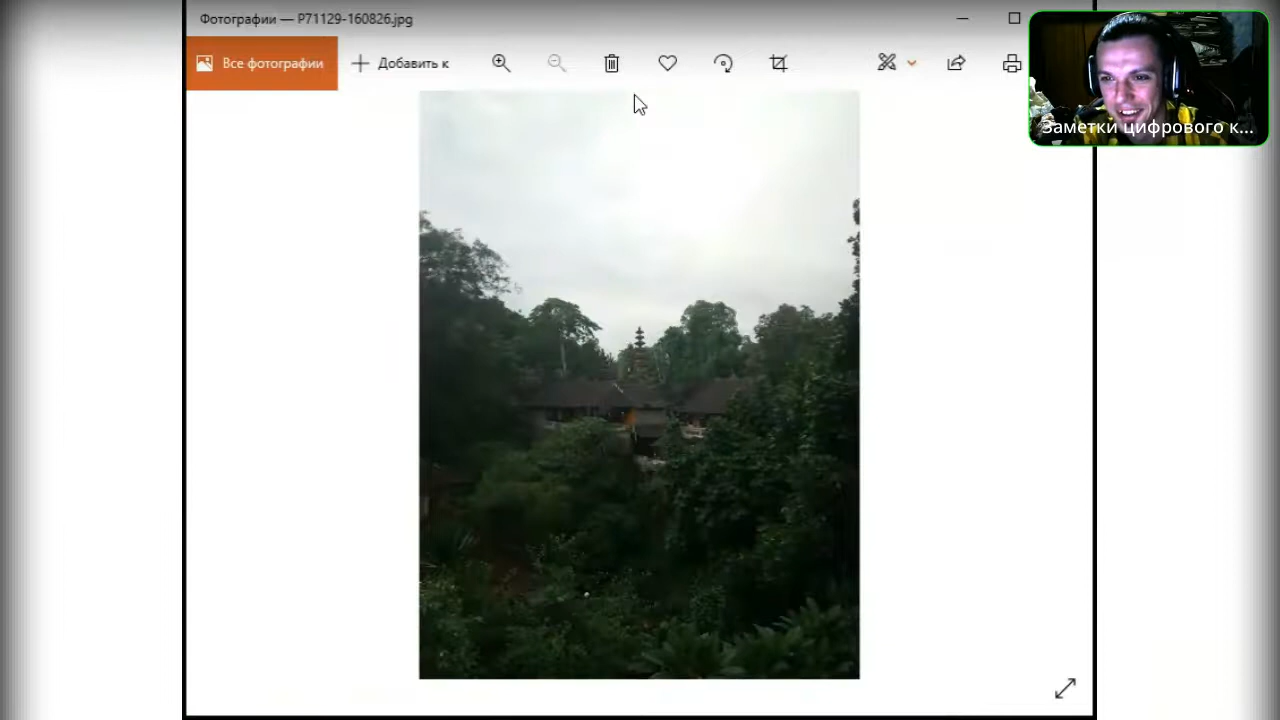 Фотографии — P71129-160826.jpg
Все фотографии
Добавить к
Заметки цифрового к...